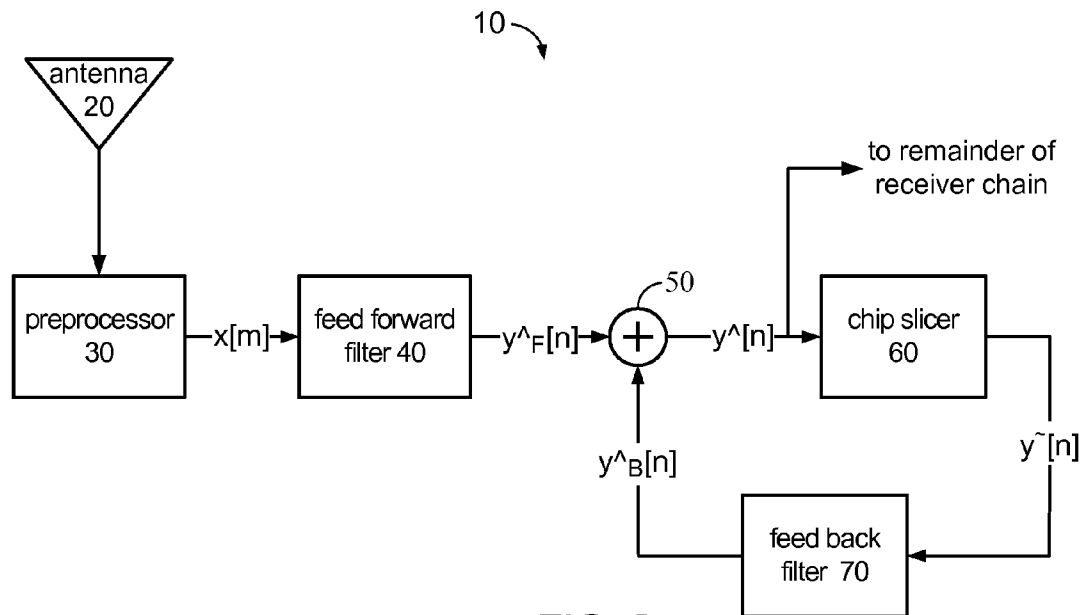 10
antenna
20
to remainder of
receiver chain
50
preprocessor
30
x[m]
feed forward
filter 40
y^F[n]
+
y^[n]
chip slicer
60
y^B[n]
y~[n]
feed back
filter 70